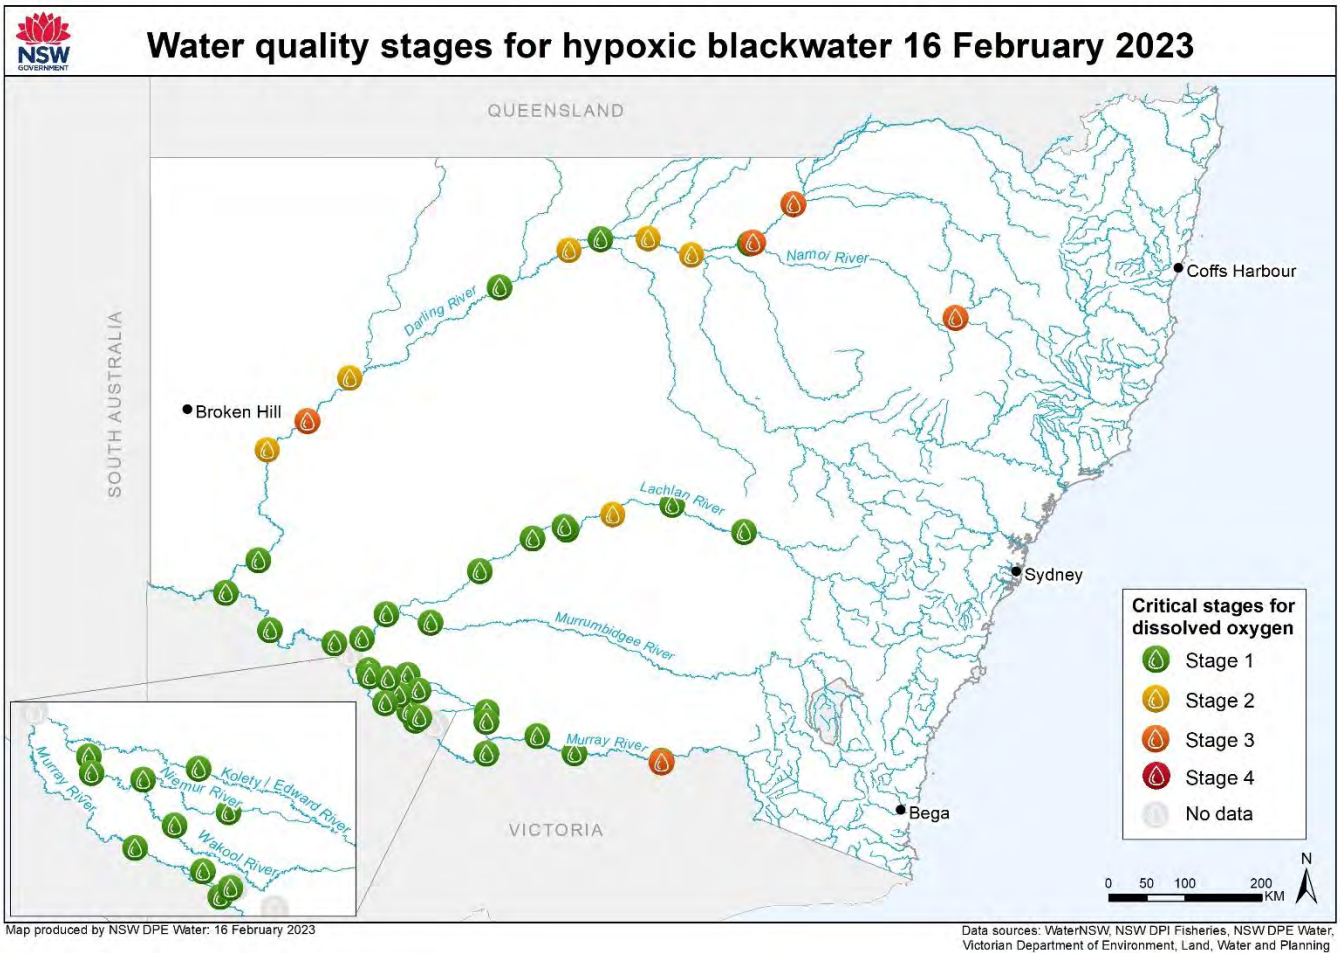 NSW
GOVERNMENT
Water quality stages for hypoxic blackwater 16 February 2023
QUEENSLAND
Namoi River
Coffs Harbour
Darling River
SOUTH AUSTRALIA
Broken Hill
Lachlan River
Sydney
Murrumbidgee River
Murray River
VICTORIA
Bega
Critical stages for
dissolved oxygen
Stage 1
Stage 2
Stage 3
Stage 4
No data
Murray River
Niemur River
Kolety / Edward River
Wakool River
N
0 50 100 200
KM
Map produced by NSW DPE Water: 16 February 2023
Data sources: WaterNSW, NSW DPI Fisheries, NSW DPE Water,
Victorian Department of Environment, Land, Water and Planning